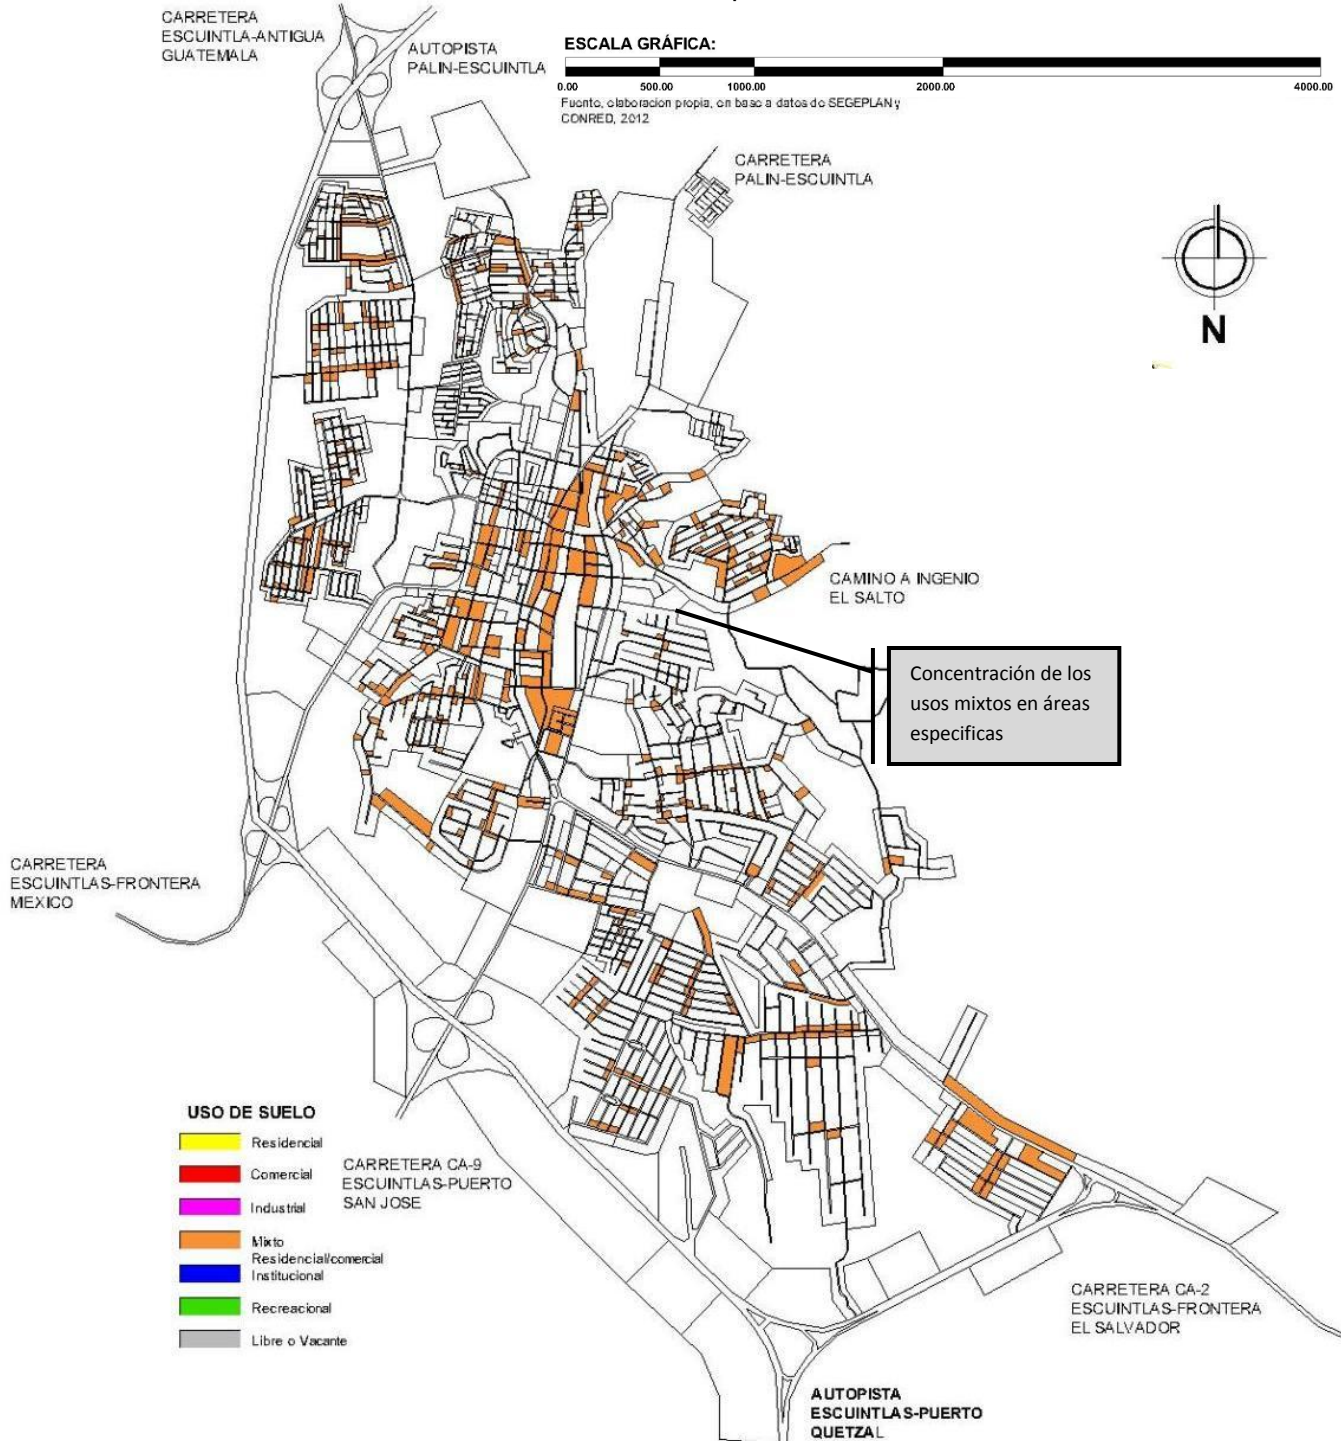 CARRETERA
ESCUINTLA-ANTIGUA
GUATEMALA
AUTOPISTA
PALIN-ESCUINTLA
ESCALA GRÁFICA:
0.00 500.00 1000.00 2000.00 4000.00
Fuente, elaboracion propia, en base a datos de SEGEPLAN y
CONRED, 2012
CARRETERA
PALIN-ESCUINTLA
N
CAMINO A INGENIO
EL SALTO
Concentración de los
usos mixtos en áreas
especificas
CARRETERA
ESCUINTLAS-FRONTERA
MEXICO
USO DE SUELO
Residencial
Comercial
Industrial
Mixto
Residencial/comercial
Institucional
Recreacional
Libre o Vacante
CARRETERA CA-9
ESCUINTLAS-PUERTO
SAN JOSE
CARRETERA CA-2
ESCUINTLAS-FRONTERA
EL SALVADOR
AUTOPISTA
ESCUINTLAS-PUERTO
QUETZAL